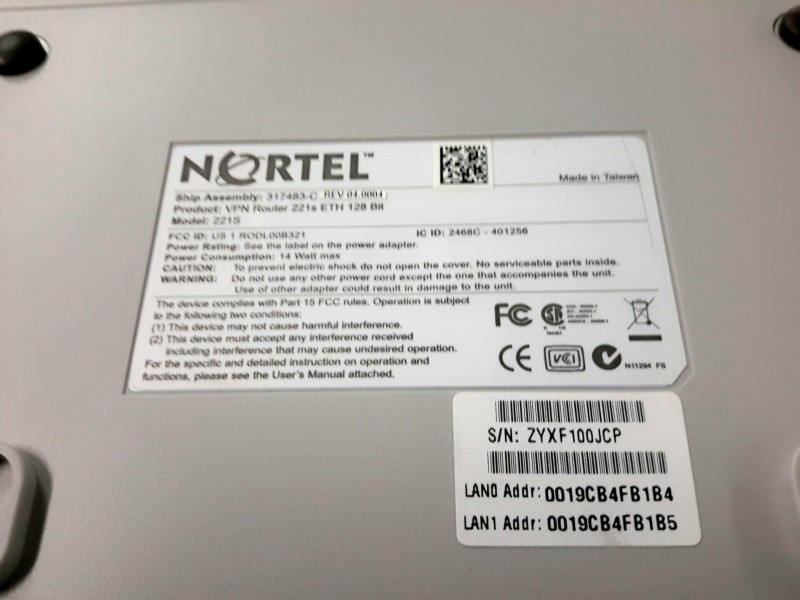 NORTEL™
Made in Taiwan
Ship Assembly: 317483-C REV 04.0004
Product: VPN Router 221s ETH 128 Bit
Model: 221S
FCC ID: US 1 RODL00B321
IC ID: 2468C - 401256
Power Rating: See the label on the power adapter.
Power Consumption: 14 Watt max
CAUTION: To prevent electric shock do not open the cover. No serviceable parts inside.
WARNING: Do not use any other power cord except the one that accompanies the unit.
Use of other adapter could result in damage to the unit.
The device complies with Part 15 FCC rules. Operation is subject
to the following two conditions:
(1) This device may not cause harmful interference.
(2) This device must accept any interference received
including interference that may cause undesired operation.
For the specific and detailed instruction on operation and
functions, please see the User's Manual attached.
FC
CE
VCI
N11294 FS
S/N: ZYXF100JCP
LAN0 Addr: 0019CB4FB1B4
LAN1 Addr: 0019CB4FB1B5